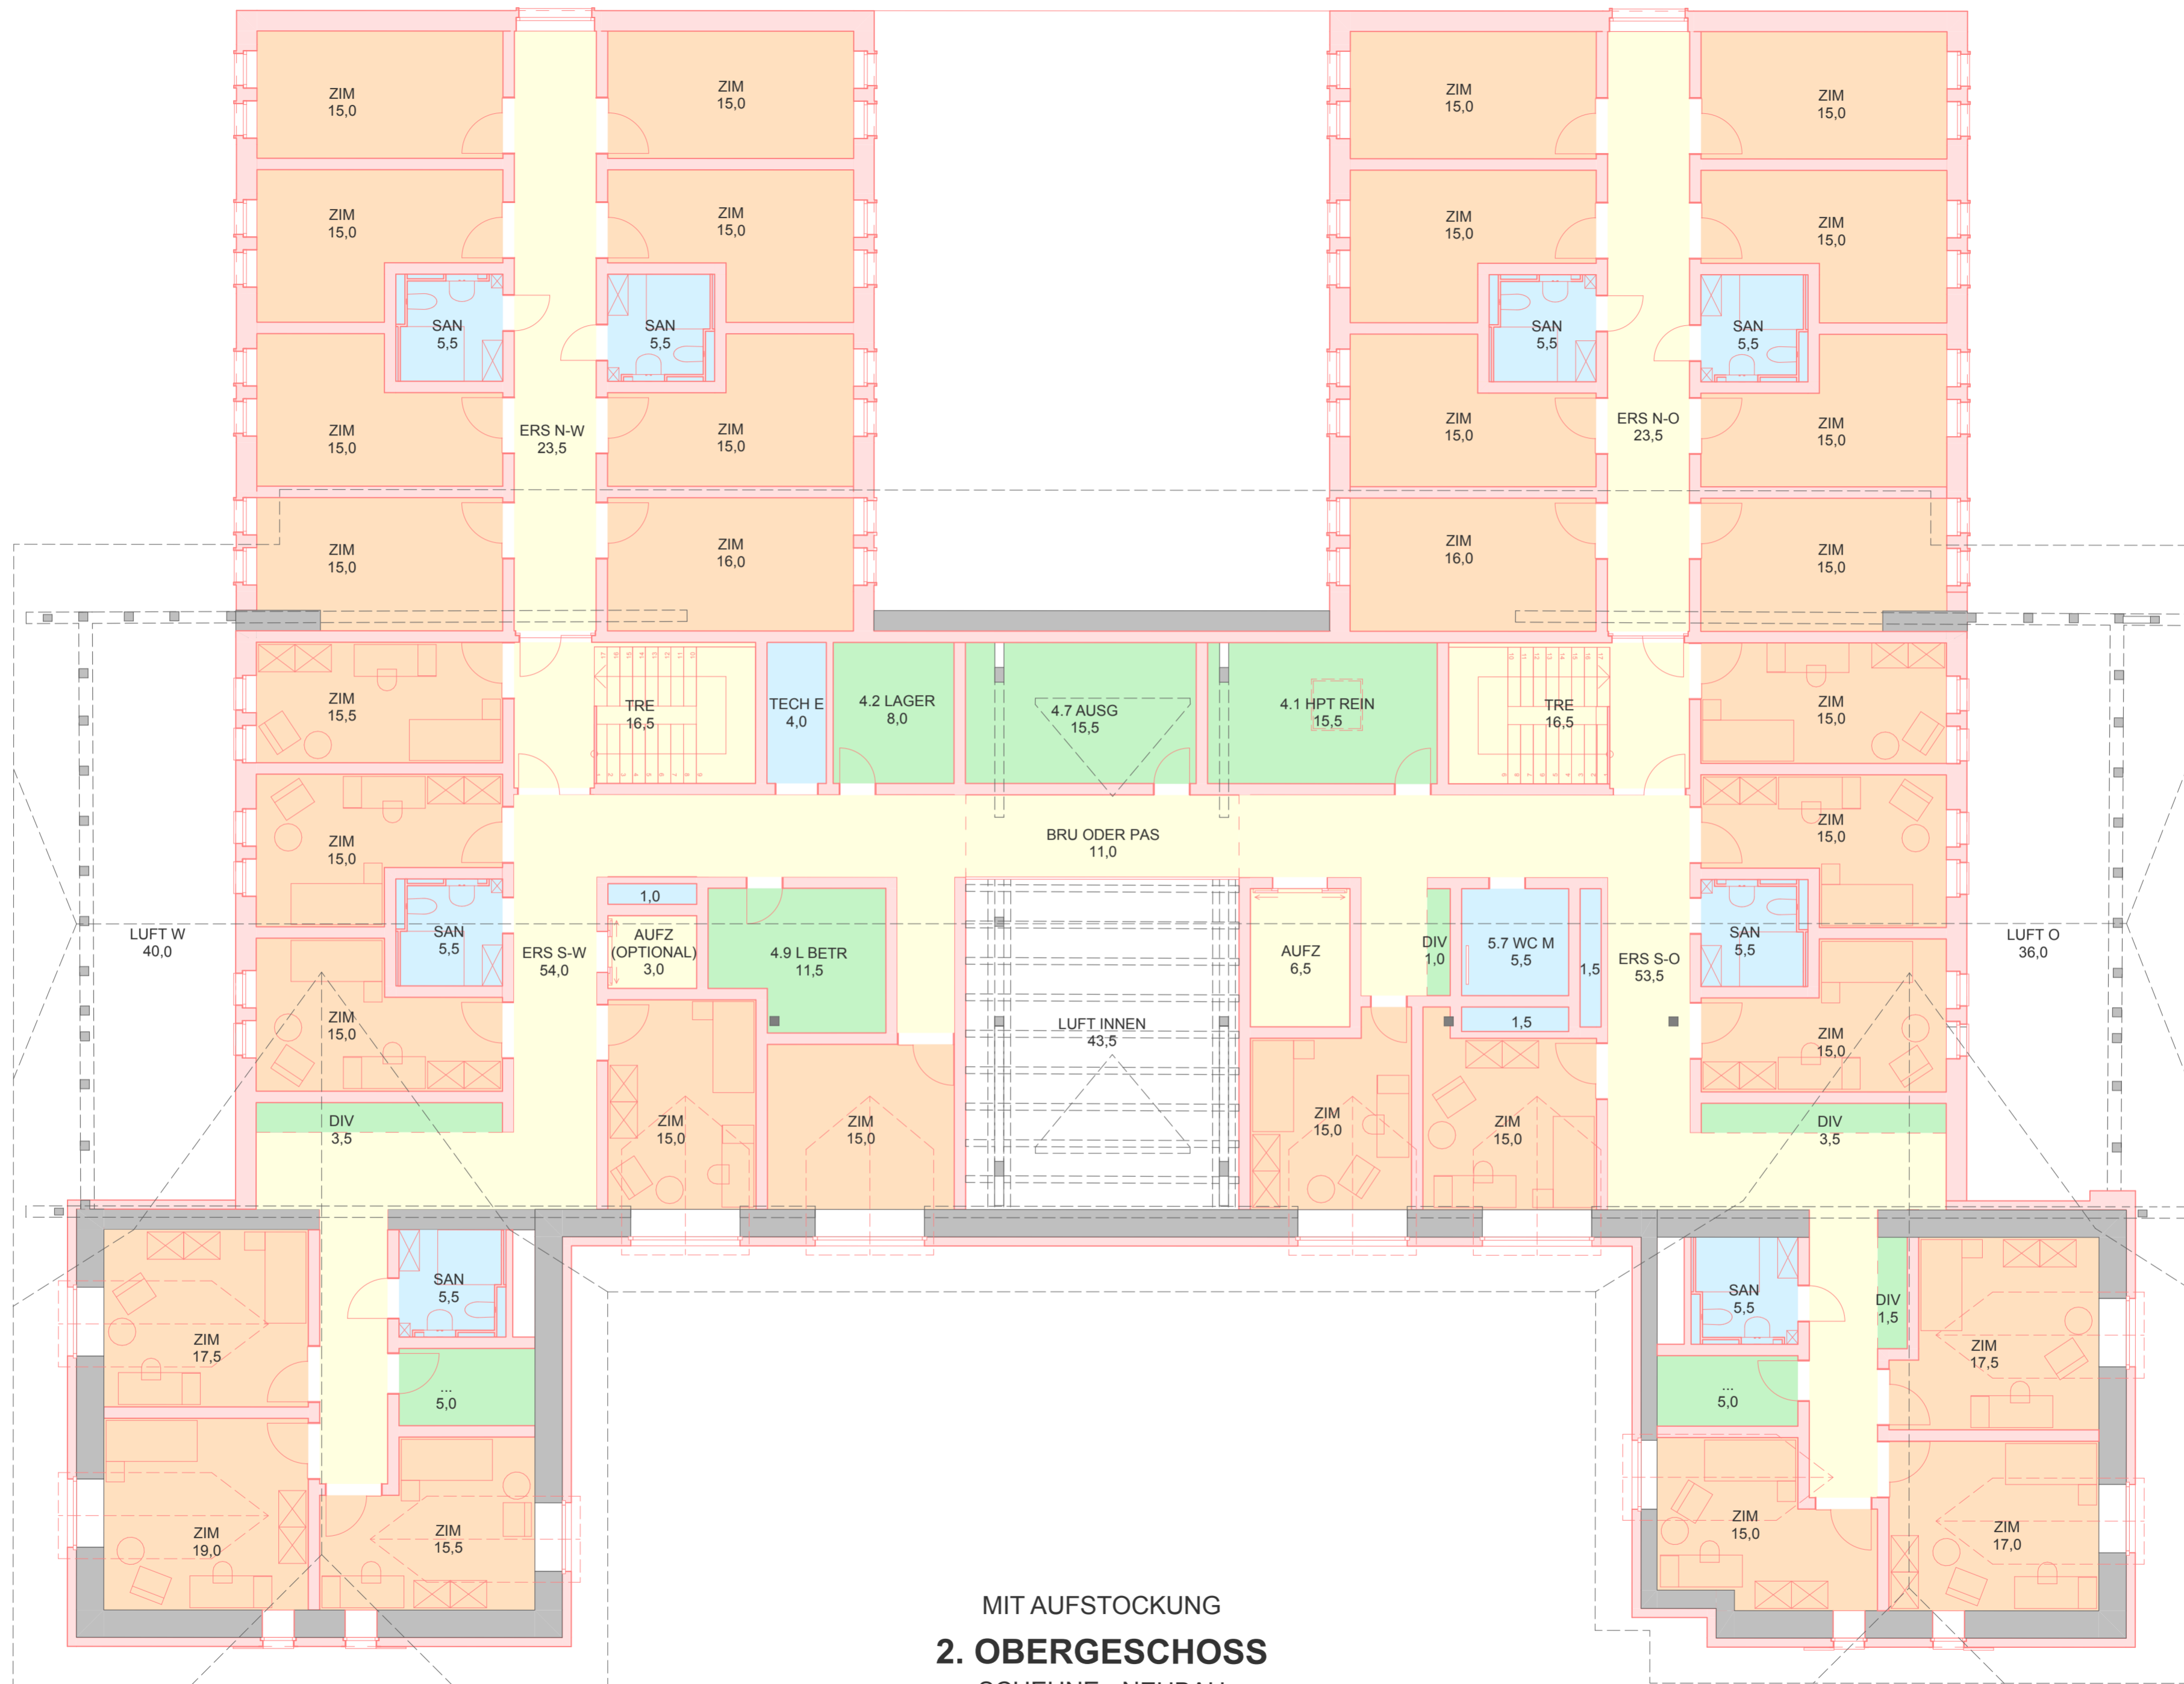 ZIM
15,0
ZIM
15,0
ZIM
15,0
ZIM
15,0
ZIM
15,0
ZIM
15,0
ZIM
15,0
ZIM
15,0
SAN
5,5
SAN
5,5
SAN
5,5
SAN
5,5
ZIM
15,0
ERS N-W
23,5
ZIM
15,0
ZIM
15,0
ERS N-O
23,5
ZIM
15,0
ZIM
15,0
ZIM
16,0
ZIM
16,0
ZIM
15,0
ZIM
15,5
TRE
16,5
TECH E
4,0
4.2 LAGER
8,0
4.7 AUSG
15,5
4.1 HPT REIN
15,5
TRE
16,5
ZIM
15,0
ZIM
15,0
BRU ODER PAS
11,0
ZIM
15,0
LUFT W
40,0
SAN
5,5
ERS S-W
54,0
1,0
AUFZ
(OPTIONAL)
3,0
4.9 L BETR
11,5
AUFZ
6,5
DIV
1,0
5.7 WC M
5,5
1,5
1,5
ERS S-O
53,5
SAN
5,5
LUFT O
36,0
ZIM
15,0
LUFT INNEN
43,5
ZIM
15,0
DIV
3,5
ZIM
15,0
ZIM
15,0
ZIM
15,0
ZIM
15,0
DIV
3,5
ZIM
17,5
SAN
5,5
SAN
5,5
DIV
1,5
ZIM
17,5
...
5,0
...
5,0
ZIM
19,0
ZIM
15,5
ZIM
15,0
ZIM
17,0
MIT AUFSTOCKUNG
2. OBERGESCHOSS